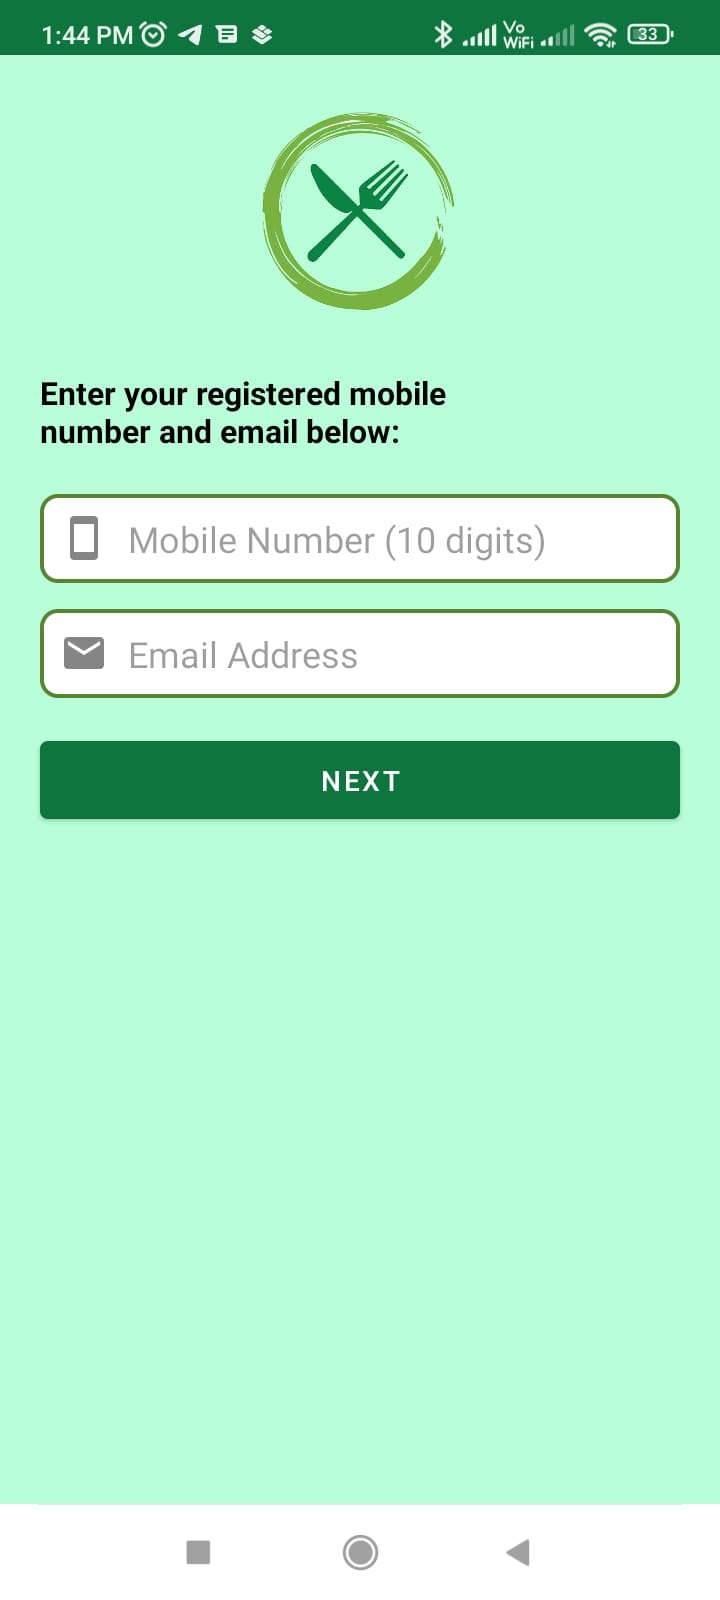 1:44 PM
Vo
WiFi
33
Enter your registered mobile
number and email below:
Mobile Number (10 digits)
Email Address
NEXT